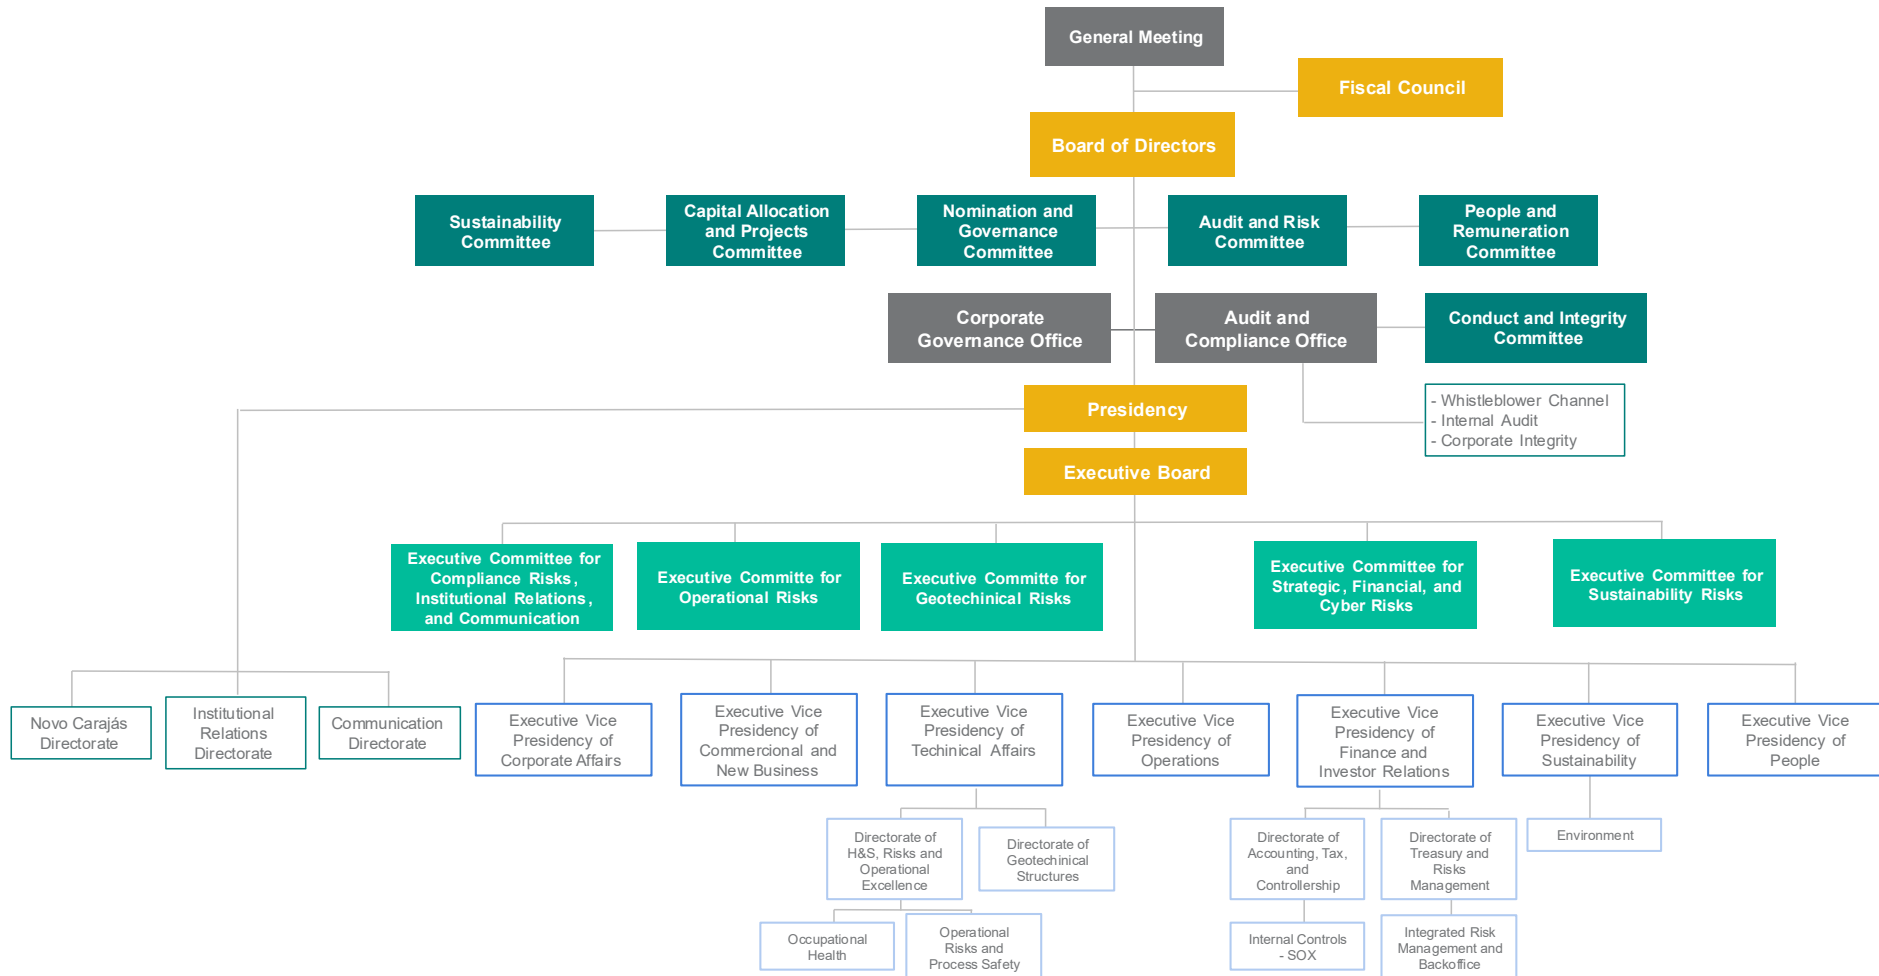 General Meeting
Fiscal Council
Board of Directors
Sustainability
Committee
Capital Allocation
and Projects
Committee
Nomination and
Governance
Committee
Audit and Risk
Committee
People and
Remuneration
Committee
Corporate
Governance Office
Audit and
Compliance Office
Conduct and Integrity
Committee
- Whistleblower Channel
- Internal Audit
- Corporate Integrity
Presidency
Executive Board
Executive Committee for
Compliance Risks,
Institutional Relations,
and Communication
Executive Committe for
Operational Risks
Executive Committe for
Geotechinical Risks
Executive Committee for
Strategic, Financial, and
Cyber Risks
Executive Committee for
Sustainability Risks
Novo Carajás
Directorate
Institutional
Relations
Directorate
Communication
Directorate
Executive Vice
Presidency of
Corporate Affairs
Executive Vice
Presidency of
Commercional and
New Business
Executive Vice
Presidency of
Techinical Affairs
Executive Vice
Presidency of
Operations
Executive Vice
Presidency of
Finance and
Investor Relations
Executive Vice
Presidency of
Sustainability
Executive Vice
Presidency of
People
Directorate of
H&S, Risks and
Operational
Excellence
Directorate of
Geotechinical
Structures
Directorate of
Accounting, Tax,
and
Controllership
Directorate of
Treasury and
Risks
Management
Environment
Occupational
Health
Operational
Risks and
Process Safety
Internal Controls
- SOX
Integrated Risk
Management and
Backoffice